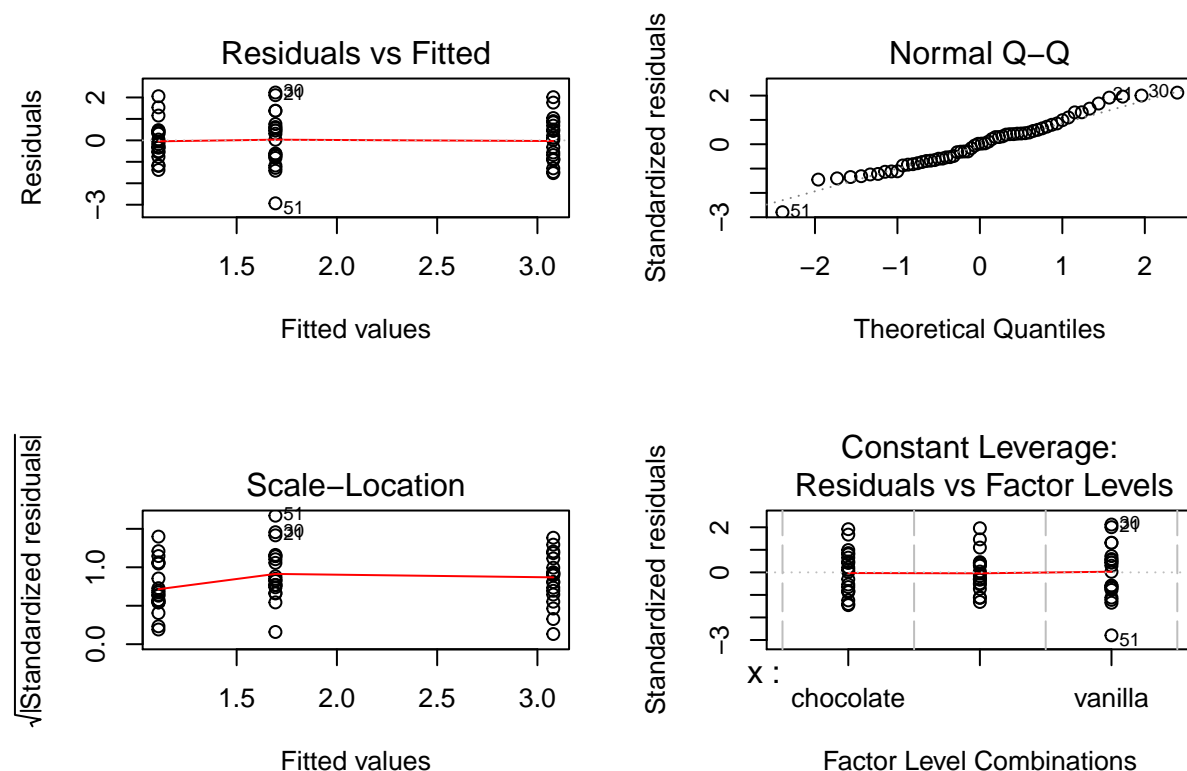 Residuals vs Fitted
Residuals
2
0
−3
30
21
51
1.5
2.0
2.5
3.0
Fitted values
Normal Q−Q
Standardized residuals
2
0
−3
21
30
51
−2
−1
0
1
2
Theoretical Quantiles
Scale−Location
√|Standardized residuals|
1.0
0.0
51
30
21
1.5
2.0
2.5
3.0
Fitted values
Constant Leverage:
Residuals vs Factor Levels
Standardized residuals
2
0
−3
30
21
51
x :
chocolate
vanilla
Factor Level Combinations